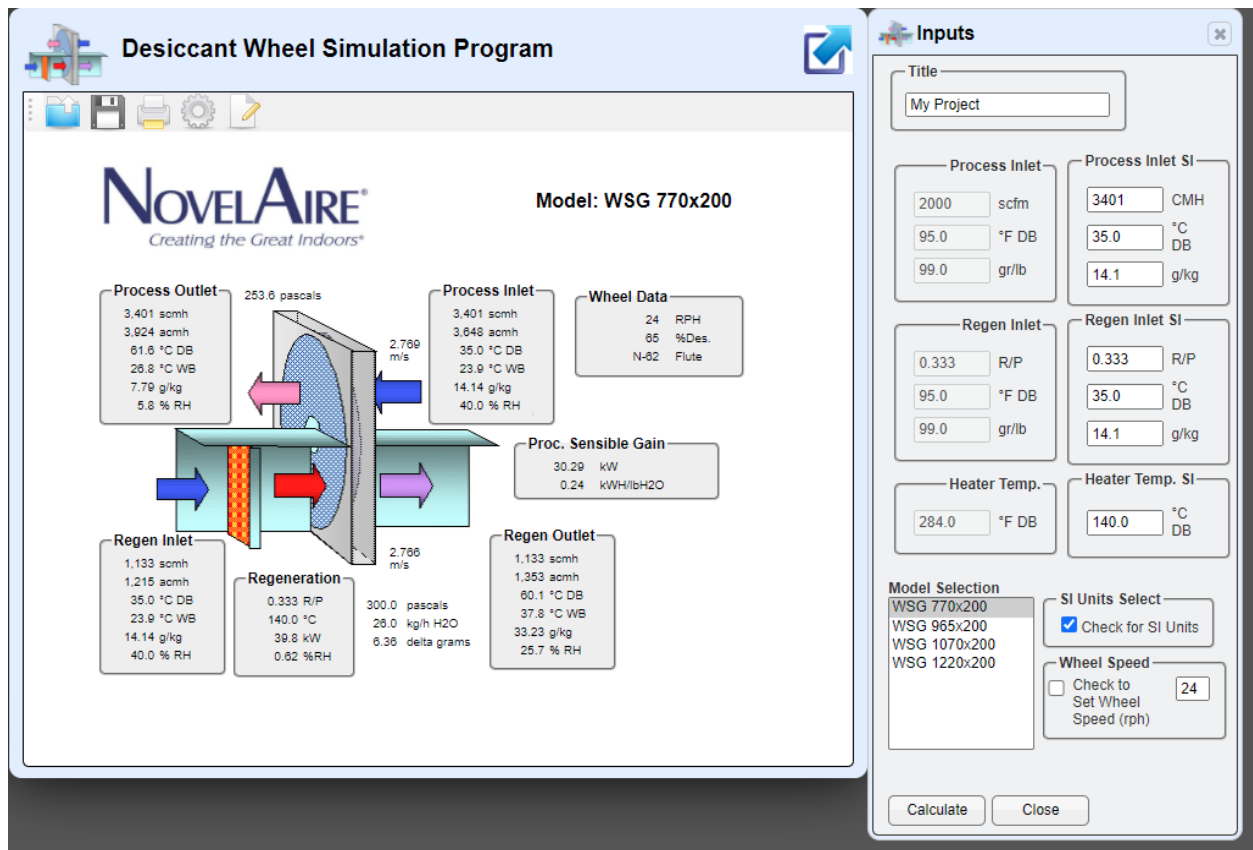 Desiccant Wheel Simulation Program
NOVELAIRE®
Creating the Great Indoors®
Model: WSG 770x200
Process Outlet
3,401 scmh
3,924 acmh
61.6 °C DB
26.8 °C WB
7.79 g/kg
5.8 % RH
253.6 pascals
Process Inlet
3,401 scmh
3,648 acmh
35.0 °C DB
23.9 °C WB
14.14 g/kg
40.0 % RH
2.769
m/s
Wheel Data
24 RPH
65 %Des.
N-62 Flute
Proc. Sensible Gain
30.29 kW
0.24 kWH/lbH2O
Regen Inlet
1,133 scmh
1,215 acmh
35.0 °C DB
23.9 °C WB
14.14 g/kg
40.0 % RH
Regeneration
0.333 R/P
140.0 °C
39.8 kW
0.62 %RH
2.766
m/s
300.0 pascals
26.0 kg/h H2O
6.36 delta grams
Regen Outlet
1,133 scmh
1,353 acmh
60.1 °C DB
37.8 °C WB
33.23 g/kg
25.7 % RH
Inputs
Title
My Project
Process Inlet
2000 scfm
95.0 °F DB
99.0 gr/lb
Process Inlet SI
3401 CMH
35.0 °C
DB
14.1 g/kg
Regen Inlet
0.333 R/P
95.0 °F DB
99.0 gr/lb
Regen Inlet SI
0.333 R/P
35.0 °C
DB
14.1 g/kg
Heater Temp.
284.0 °F DB
Heater Temp. SI
140.0 °C
DB
Model Selection
WSG 770x200
WSG 965x200
WSG 1070x200
WSG 1220x200
SI Units Select
Check for SI Units
Wheel Speed
Check to 24
Set Wheel
Speed (rph)
Calculate
Close